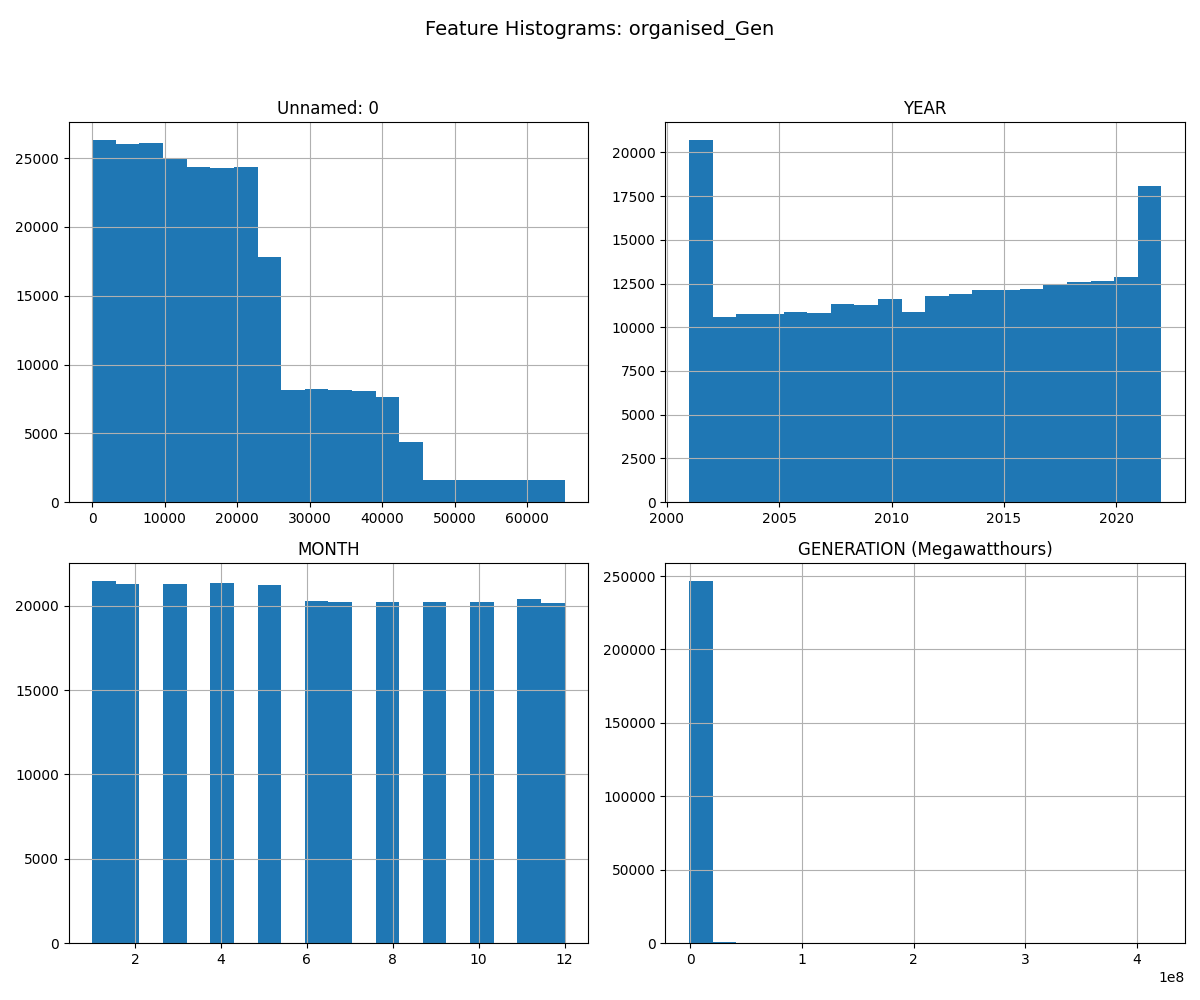 Feature Histograms: organised_Gen
Unnamed: 0
25000
20000
15000
10000
5000
0
0 10000 20000 30000 40000 50000 60000
YEAR
20000
17500
15000
12500
10000
7500
5000
2500
0
2000 2005 2010 2015 2020
MONTH
20000
15000
10000
5000
0
2 4 6 8 10 12
GENERATION (Megawatthours)
250000
200000
150000
100000
50000
0
0 1 2 3 4
1e8